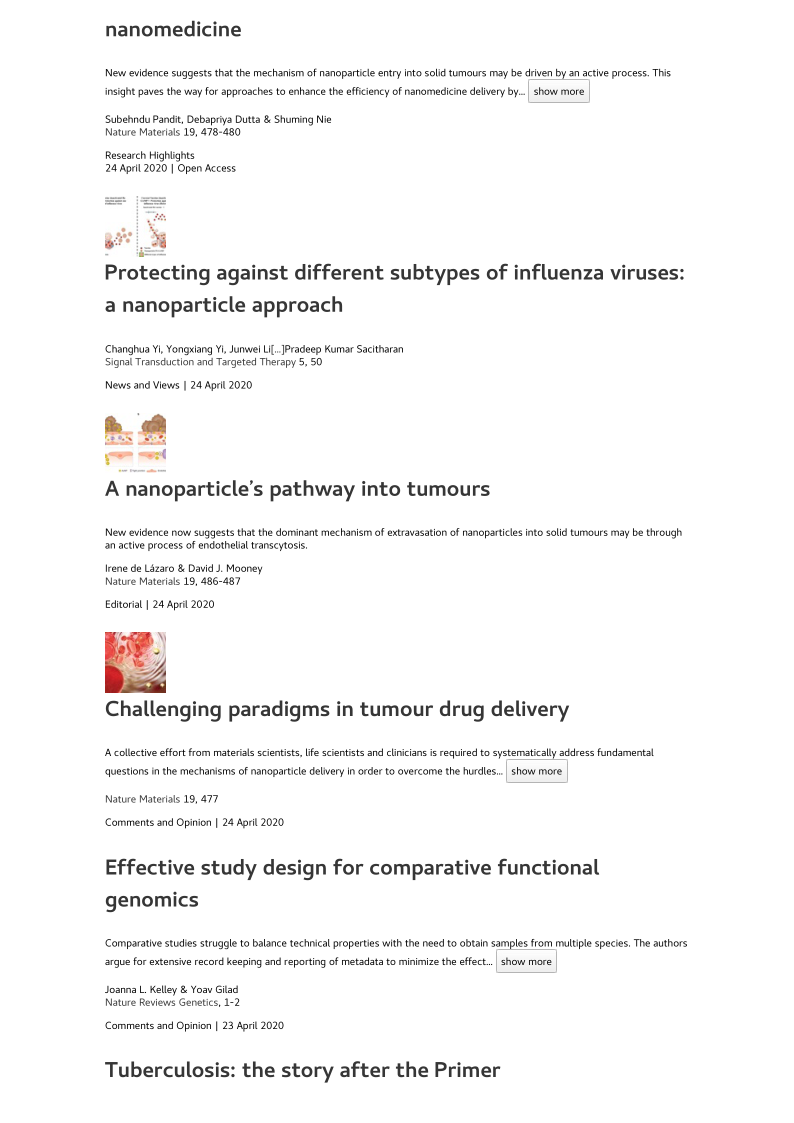 nanomedicine
New evidence suggests that the mechanism of nanoparticle entry into solid tumours may be driven by an active process. This
insight paves the way for approaches to enhance the efficiency of nanomedicine delivery by... show more
Subehndu Pandit, Debapriya Dutta & Shuming Nie
Nature Materials 19, 478-480
Research Highlights
24 April 2020 | Open Access
Protecting against different subtypes of influenza viruses:
a nanoparticle approach
Changhua Yi, Yongxiang Yi, Junwei Li[...]Pradeep Kumar Sacitharan
Signal Transduction and Targeted Therapy 5, 50
News and Views | 24 April 2020
A nanoparticle’s pathway into tumours
New evidence now suggests that the dominant mechanism of extravasation of nanoparticles into solid tumours may be through
an active process of endothelial transcytosis.
Irene de Lázaro & David J. Mooney
Nature Materials 19, 486-487
Editorial | 24 April 2020
Challenging paradigms in tumour drug delivery
A collective effort from materials scientists, life scientists and clinicians is required to systematically address fundamental
questions in the mechanisms of nanoparticle delivery in order to overcome the hurdles... show more
Nature Materials 19, 477
Comments and Opinion | 24 April 2020
Effective study design for comparative functional
genomics
Comparative studies struggle to balance technical properties with the need to obtain samples from multiple species. The authors
argue for extensive record keeping and reporting of metadata to minimize the effect... show more
Joanna L. Kelley & Yoav Gilad
Nature Reviews Genetics, 1-2
Comments and Opinion | 23 April 2020
Tuberculosis: the story after the Primer